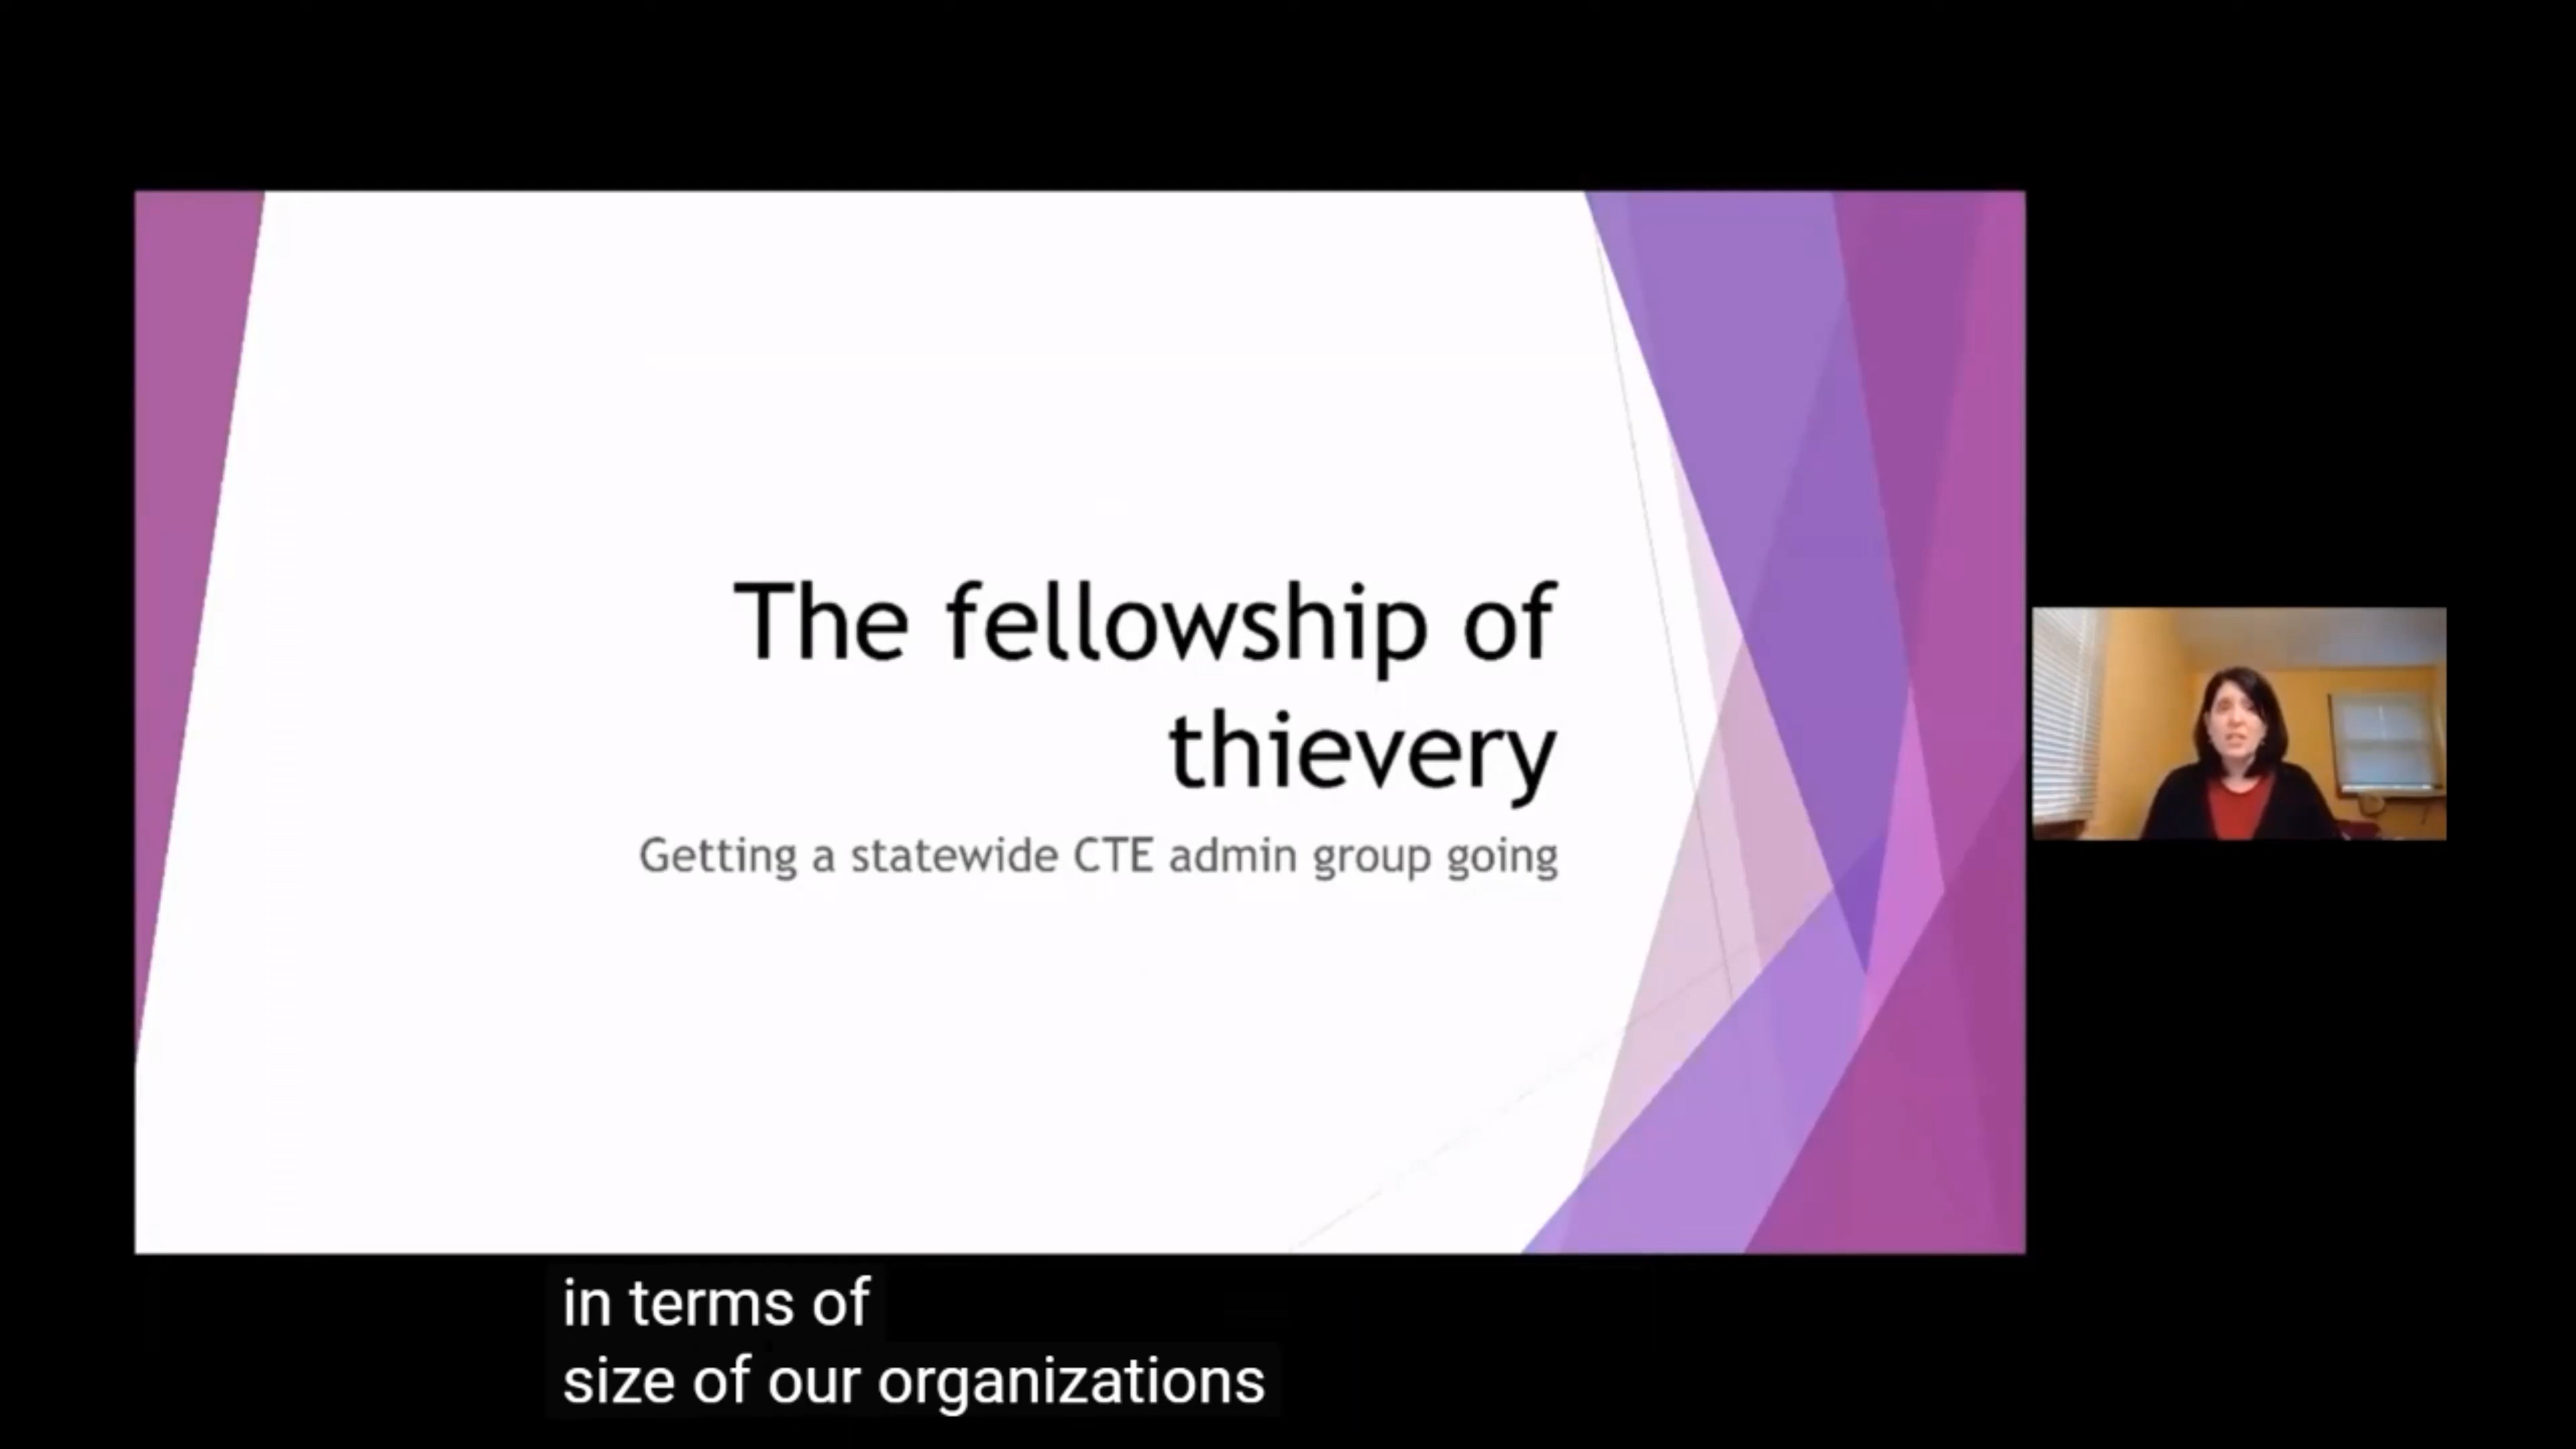 The fellowship of
thievery
Getting a statewide CTE admin group going
in terms of
size of our organizations